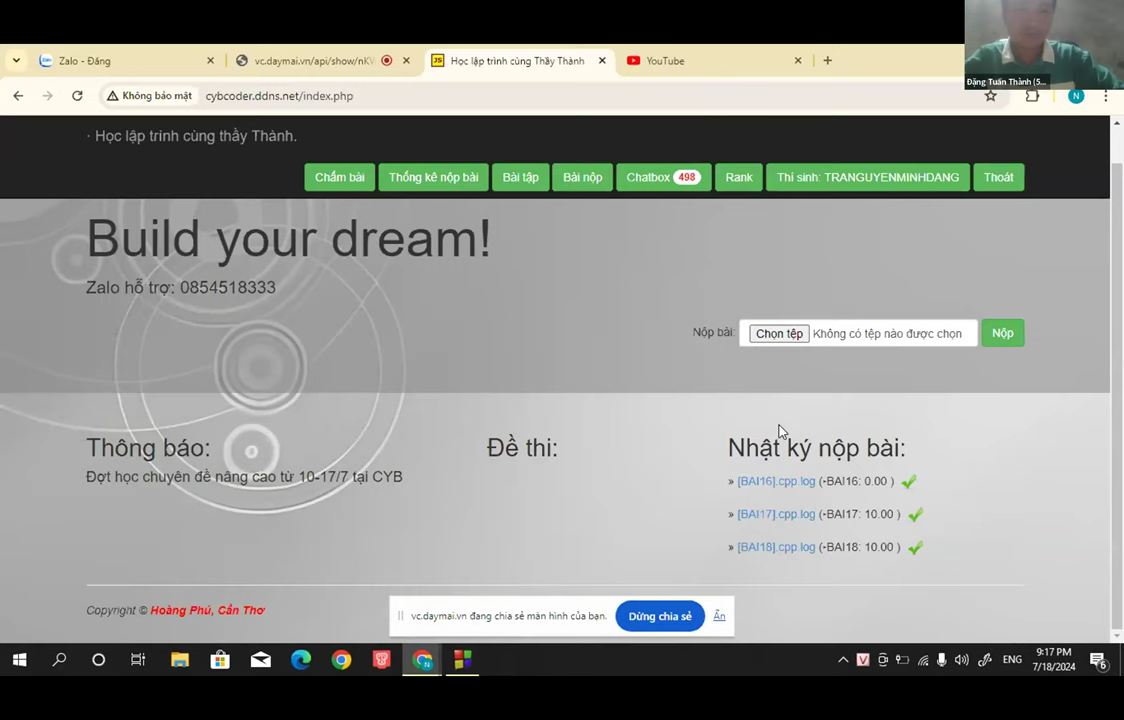 Zalo - Đăng
vc.daymai.vn/api/show/nKV
Học lập trình cùng Thầy Thành
YouTube
Đặng Tuấn Thành (5...
Không bảo mật
cybcoder.ddns.net/index.php
N
· Học lập trình cùng thầy Thành.
Chấm bài
Thống kê nộp bài
Bài tập
Bài nộp
Chatbox 498
Rank
Thí sinh: TRANGUYENMINHDANG
Thoát
Build your dream!
Zalo hỗ trợ: 0854518333
Nộp bài: Chọn tệp Không có tệp nào được chọn Nộp
Thông báo:
Đợt học chuyên đề nâng cao từ 10-17/7 tại CYB
Đề thi:
Nhật ký nộp bài:
» [BAI16].cpp.log (‣BAI16: 0.00 )
» [BAI17].cpp.log (‣BAI17: 10.00 )
» [BAI18].cpp.log (‣BAI18: 10.00 )
Copyright © Hoàng Phú, Cần Thơ
vc.daymai.vn đang chia sẻ màn hình của bạn.
Dừng chia sẻ
Ẩn
ENG
9:17 PM
7/18/2024
6